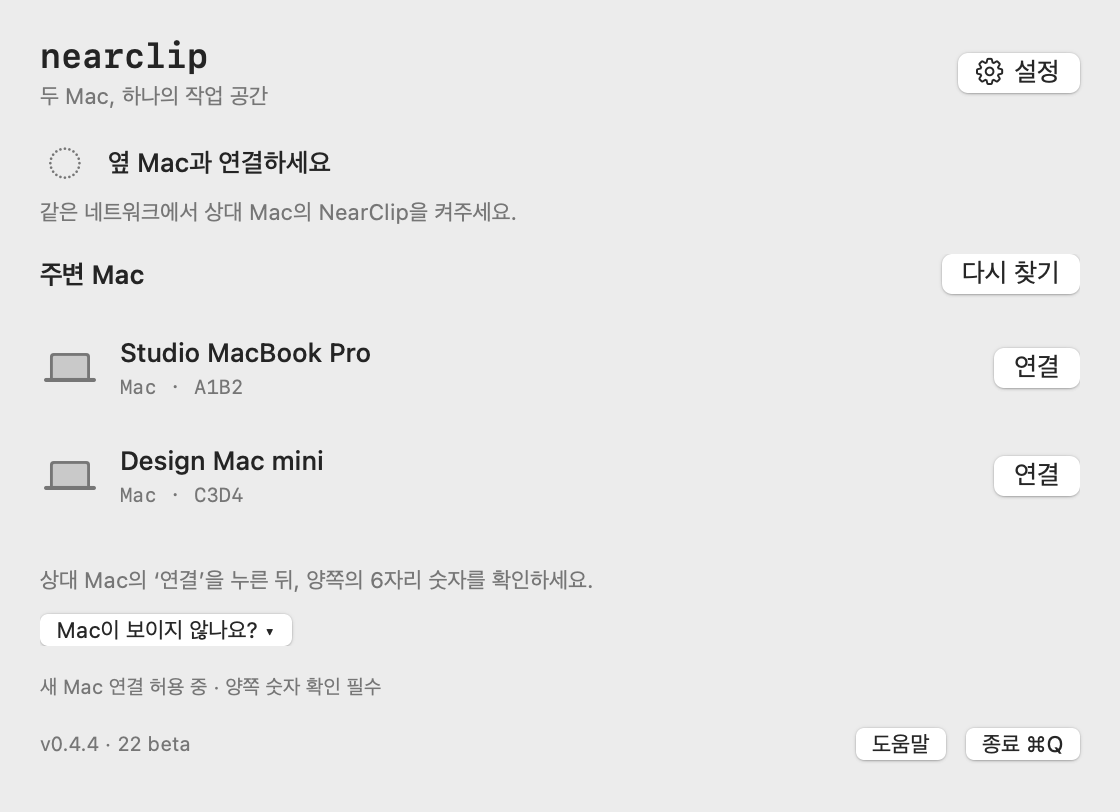 nearclip
설정
두 Mac, 하나의 작업 공간
옆 Mac과 연결하세요
같은 네트워크에서 상대 Mac의 NearClip을 켜주세요.
주변 Mac
다시 찾기
Studio MacBook Pro
Mac · A1B2
연결
Design Mac mini
Mac · C3D4
연결
상대 Mac의 ‘연결’을 누른 뒤, 양쪽의 6자리 숫자를 확인하세요.
Mac이 보이지 않나요? ▾
새 Mac 연결 허용 중 · 양쪽 숫자 확인 필수
v0.4.4 · 22 beta
도움말
종료 ⌘Q